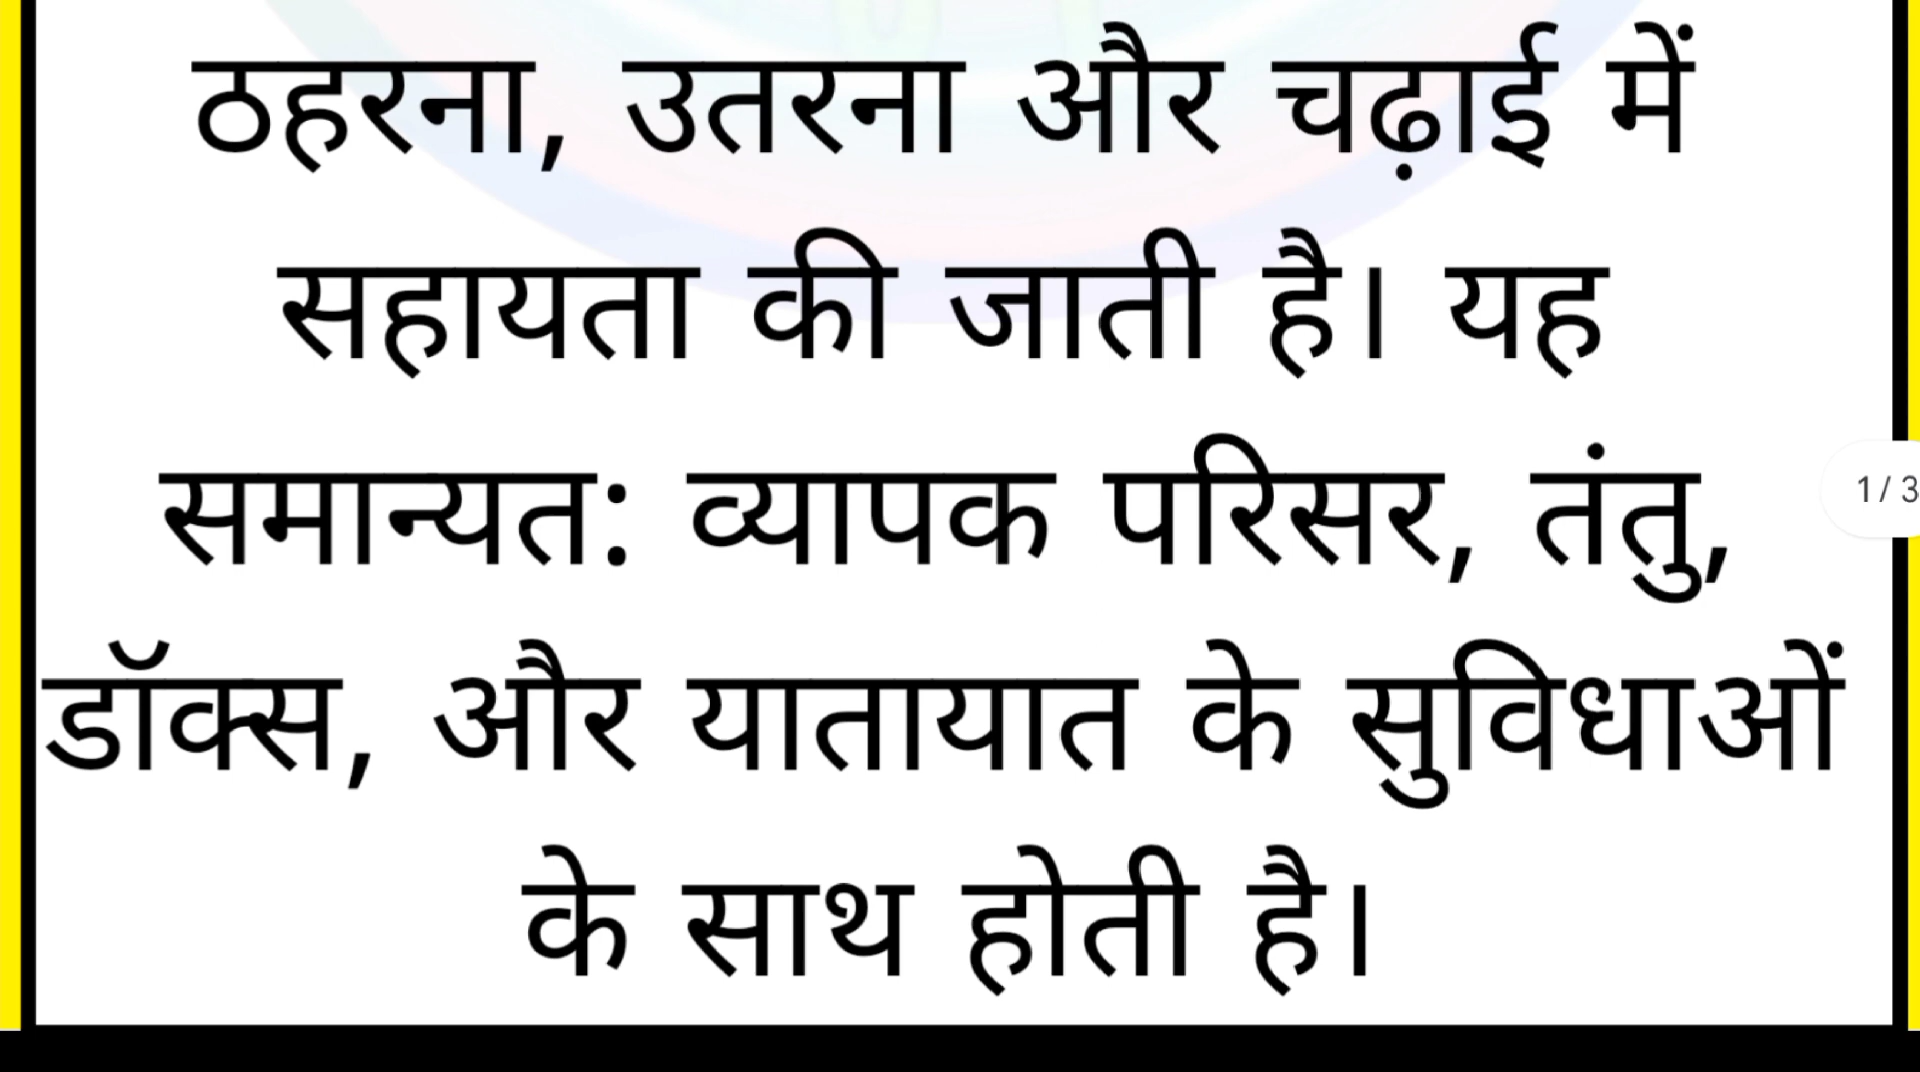 ठहरना, उतरना और चढ़ाई में
सहायता की जाती है। यह
समान्यत: व्यापक परिसर, तंतु,
1 / 3
डॉक्स, और यातायात के सुविधाओं
के साथ होती है।